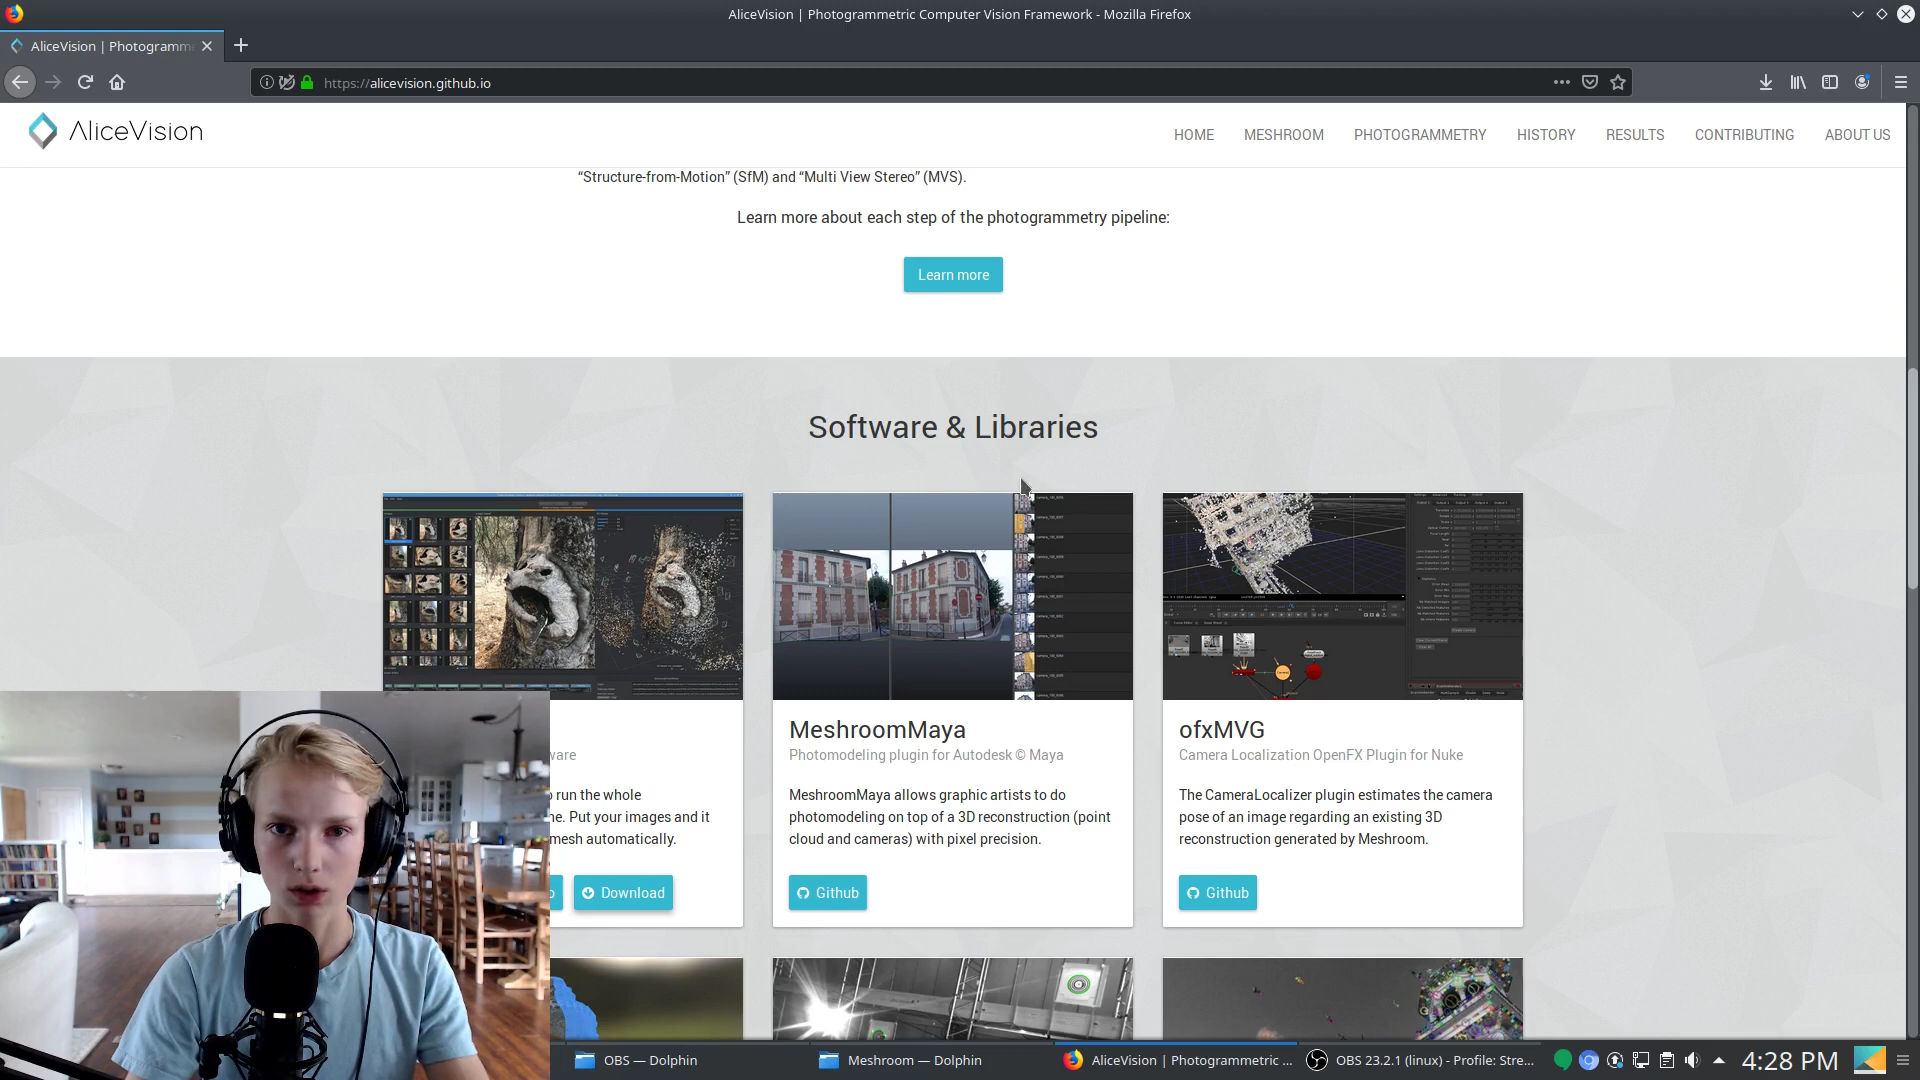 AliceVision | Photogrammetric Computer Vision Framework - Mozilla Firefox
AliceVision | Photogramm
https://alicevision.github.io
AliceVision
HOME
MESHROOM
PHOTOGRAMMETRY
HISTORY
RESULTS
CONTRIBUTING
ABOUT US
“Structure-from-Motion” (SfM) and “Multi View Stereo” (MVS).
Learn more about each step of the photogrammetry pipeline:
Learn more
Software & Libraries
ware
run the whole
ne. Put your images and it
mesh automatically.
Download
MeshroomMaya
Photomodeling plugin for Autodesk © Maya
MeshroomMaya allows graphic artists to do
photomodeling on top of a 3D reconstruction (point
cloud and cameras) with pixel precision.
Github
ofxMVG
Camera Localization OpenFX Plugin for Nuke
The CameraLocalizer plugin estimates the camera
pose of an image regarding an existing 3D
reconstruction generated by Meshroom.
Github
OBS — Dolphin
Meshroom — Dolphin
AliceVision | Photogrammetric ...
OBS 23.2.1 (linux) - Profile: Stre...
4:28 PM